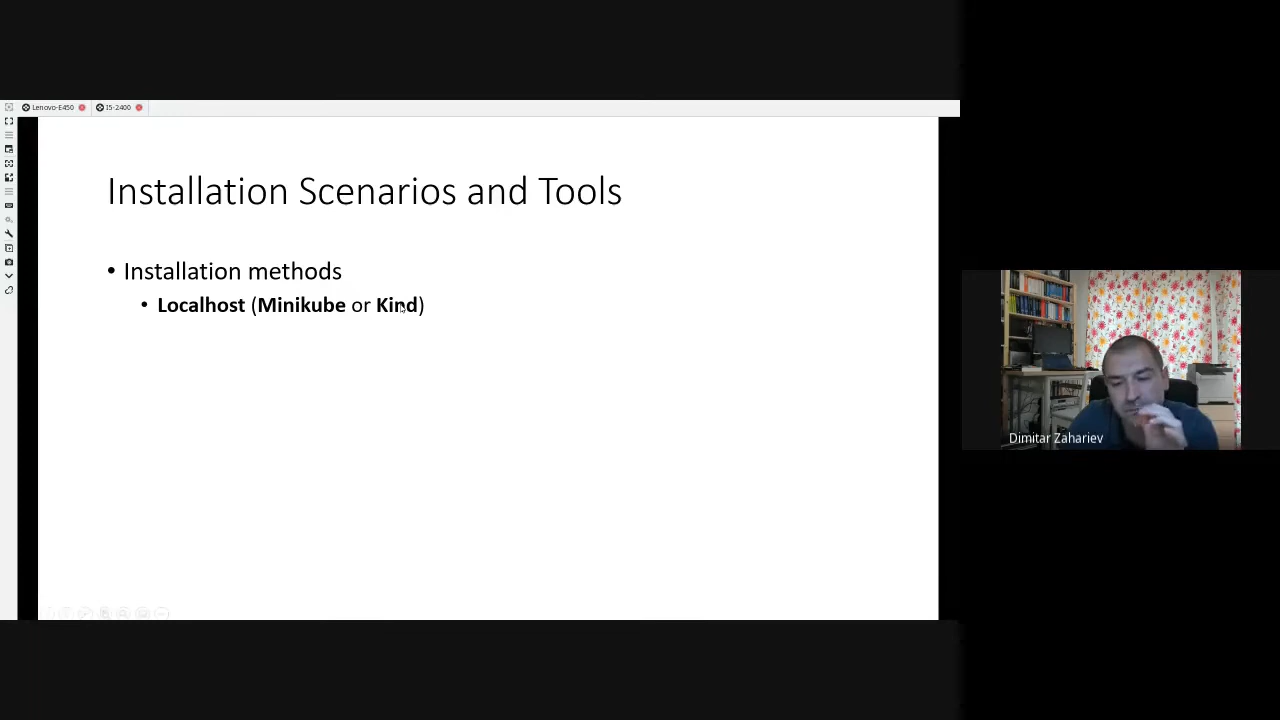 Lenovo-E450
I5-2400
Installation Scenarios and Tools
• Installation methods
• Localhost (Minikube or Kind)
Dimitar Zahariev